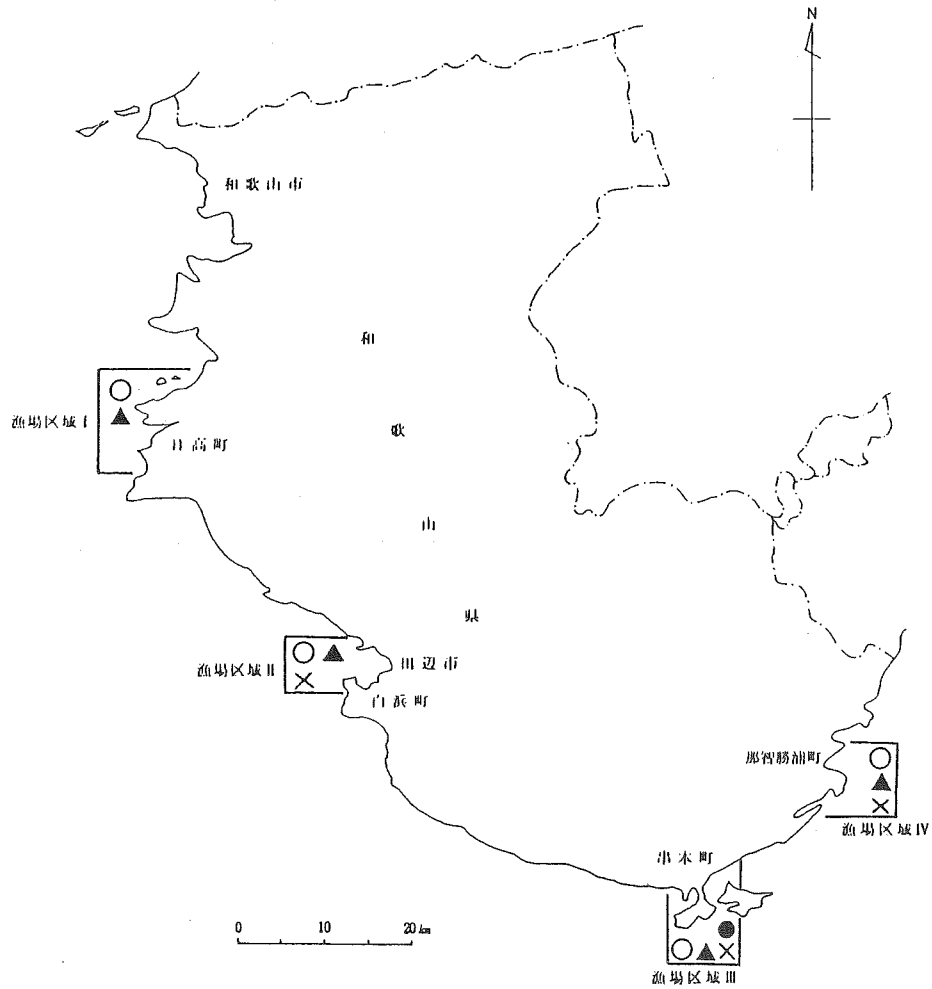 N
和歌山市
和
歌
山
県
漁場区域 I
日高町
漁場区域 II
田辺市
白浜町
那智勝浦町
漁場区域 IV
串本町
0 10 20 km
漁場区域 III